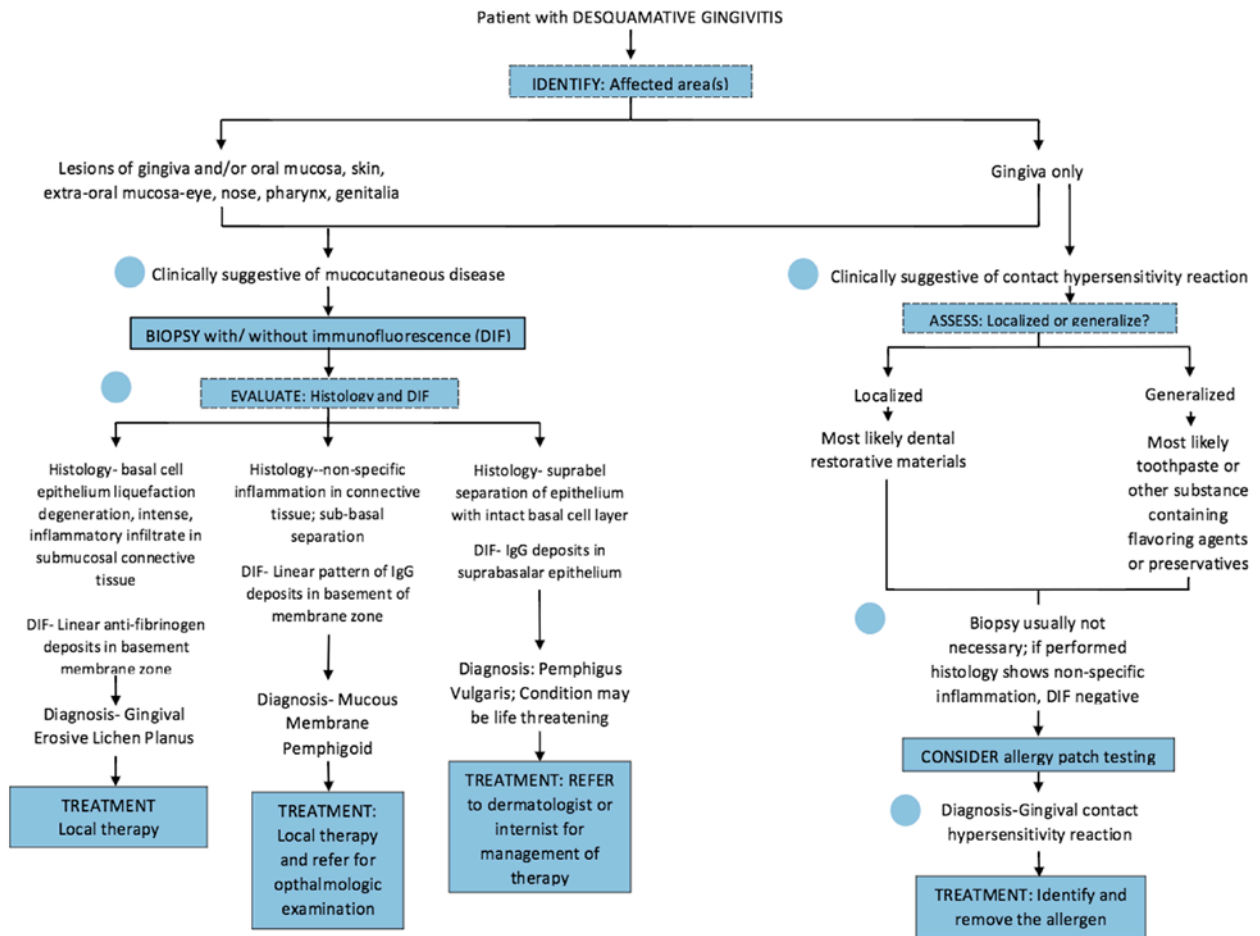 Patient with DESQUAMATIVE GINGIVITIS
IDENTIFY: Affected area(s)
Lesions of gingiva and/or oral mucosa, skin,
extra-oral mucosa-eye, nose, pharynx, genitalia
Gingiva only
Clinically suggestive of mucocutaneous disease
BIOPSY with/ without immunofluorescence (DIF)
EVALUATE: Histology and DIF
Histology- basal cell
epithelium liquefaction
degeneration, intense,
inflammatory infiltrate in
submucosal connective
tissue
DIF- Linear anti-fibrinogen
deposits in basement
membrane zone
Diagnosis- Gingival
Erosive Lichen Planus
TREATMENT
Local therapy
Histology--non-specific
inflammation in connective
tissue; sub-basal
separation
DIF- Linear pattern of IgG
deposits in basement of
membrane zone
Diagnosis- Mucous
Membrane
Pemphigoid
TREATMENT:
Local therapy
and refer for
opthalmologic
examination
Histology- suprabel
separation of epithelium
with intact basal cell layer
DIF- IgG deposits in
suprabasalar epithelium
Diagnosis: Pemphigus
Vulgaris; Condition may
be life threatening
TREATMENT: REFER
to dermatologist or
internist for
management of
therapy
Clinically suggestive of contact hypersensitivity reaction
ASSESS: Localized or generalize?
Localized
Most likely dental
restorative materials
Generalized
Most likely
toothpaste or
other substance
containing
flavoring agents
or preservatives
Biopsy usually not
necessary; if performed
histology shows non-specific
inflammation, DIF negative
CONSIDER allergy patch testing
Diagnosis-Gingival contact
hypersensitivity reaction
TREATMENT: Identify and
remove the allergen